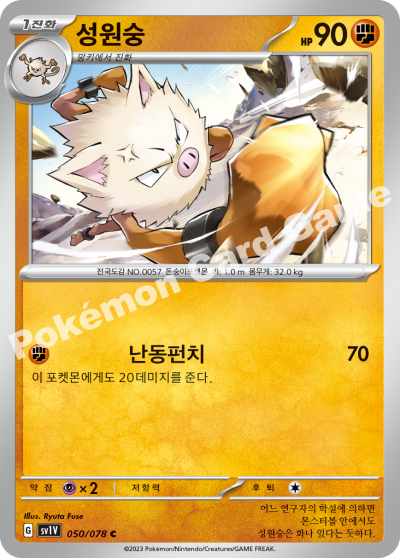 1진화
성원숭
HP 90
망키에서 진화
전국도감 NO.0057 돈숭이포켓몬 키: 1.0 m 몸무게: 32.0 kg
Pokémon Card Game
난동펀치 70
이 포켓몬에게도 20데미지를 준다.
약점 ×2 저항력 후퇴
Illus. Ryuta Fuse
G sv1V 050/078 C
어느 연구자의 학설에 의하면
몬스터볼 안에서도
성원숭은 화나 있다는 듯하다.
©2023 Pokémon/Nintendo/Creatures/GAME FREAK.